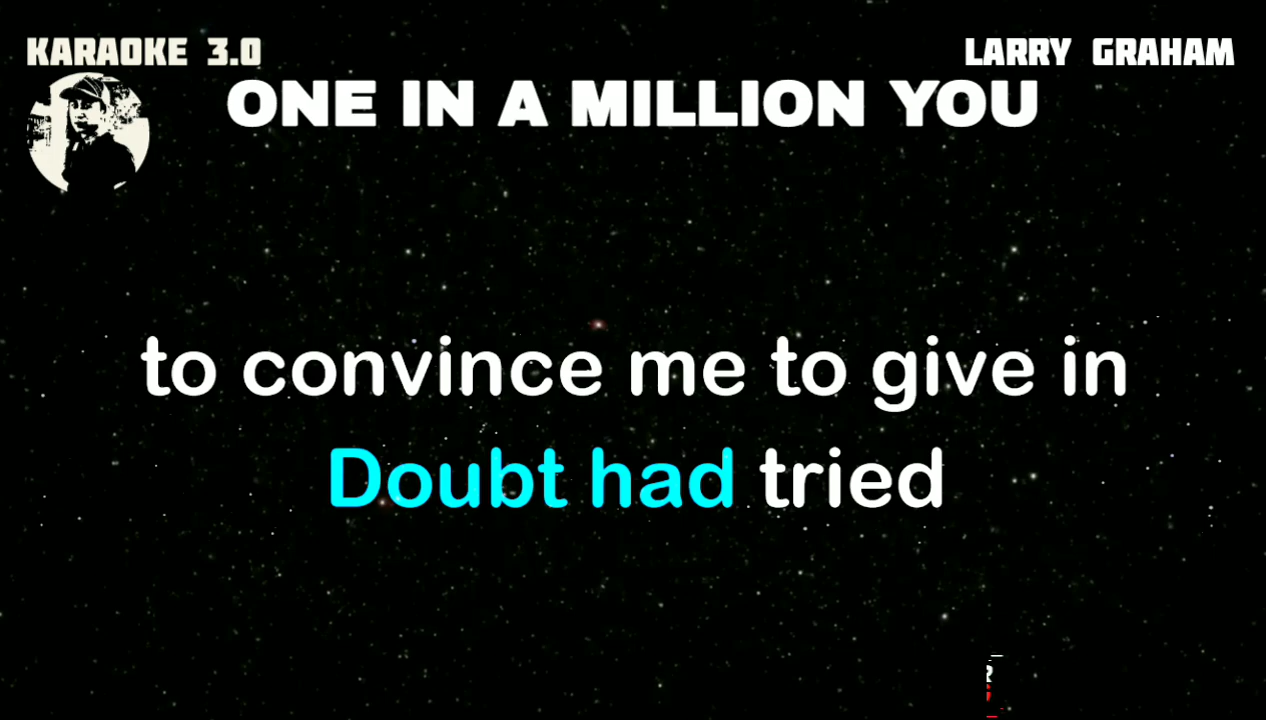 KARAOKE 3.0
LARRY GRAHAM
ONE IN A MILLION YOU
to convince me to give in
Doubt had tried